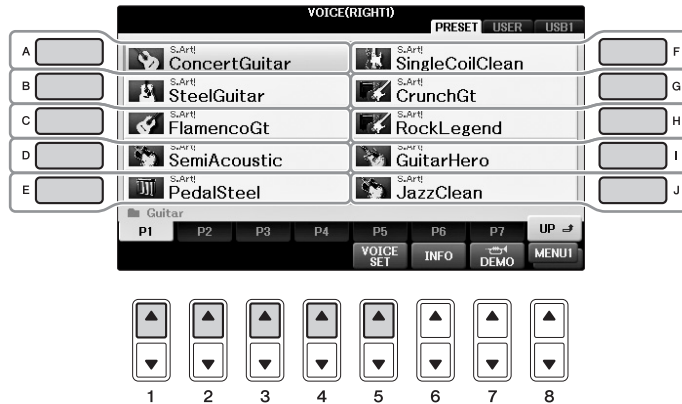 VOICE(RIGHT1)
PRESET USER USB1
A S.Art! ConcertGuitar S.Art! SingleCoilClean F
B S.Art! SteelGuitar S.Art! CrunchGt G
C S.Art! FlamencoGt S.Art! RockLegend H
D S.Art! SemiAcoustic S.Art! GuitarHero I
E S.Art! PedalSteel S.Art! JazzClean J
Guitar
P1 P2 P3 P4 P5 P6 P7 UP
VOICE SET INFO DEMO MENU1
1 2 3 4 5 6 7 8